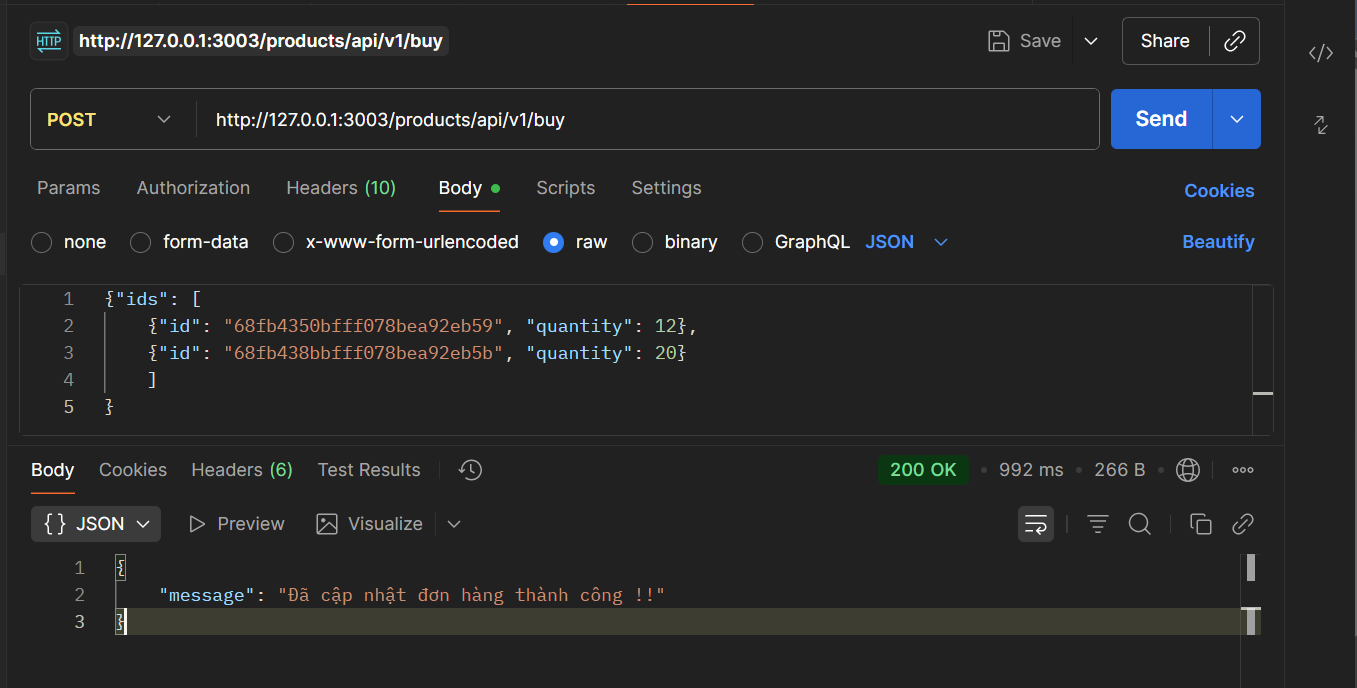 HTTP http://127.0.0.1:3003/products/api/v1/buy Save Share
POST http://127.0.0.1:3003/products/api/v1/buy Send
Params Authorization Headers (10) Body Scripts Settings Cookies
none form-data x-www-form-urlencoded raw binary GraphQL JSON Beautify
1 {"ids": [
2 {"id": "68fb4350bfff078bea92eb59", "quantity": 12},
3 {"id": "68fb438bbfff078bea92eb5b", "quantity": 20}
4 ]
5 }
Body Cookies Headers (6) Test Results 200 OK 992 ms 266 B
{} JSON Preview Visualize
1 {
2 "message": "Đã cập nhật đơn hàng thành công !!"
3 }